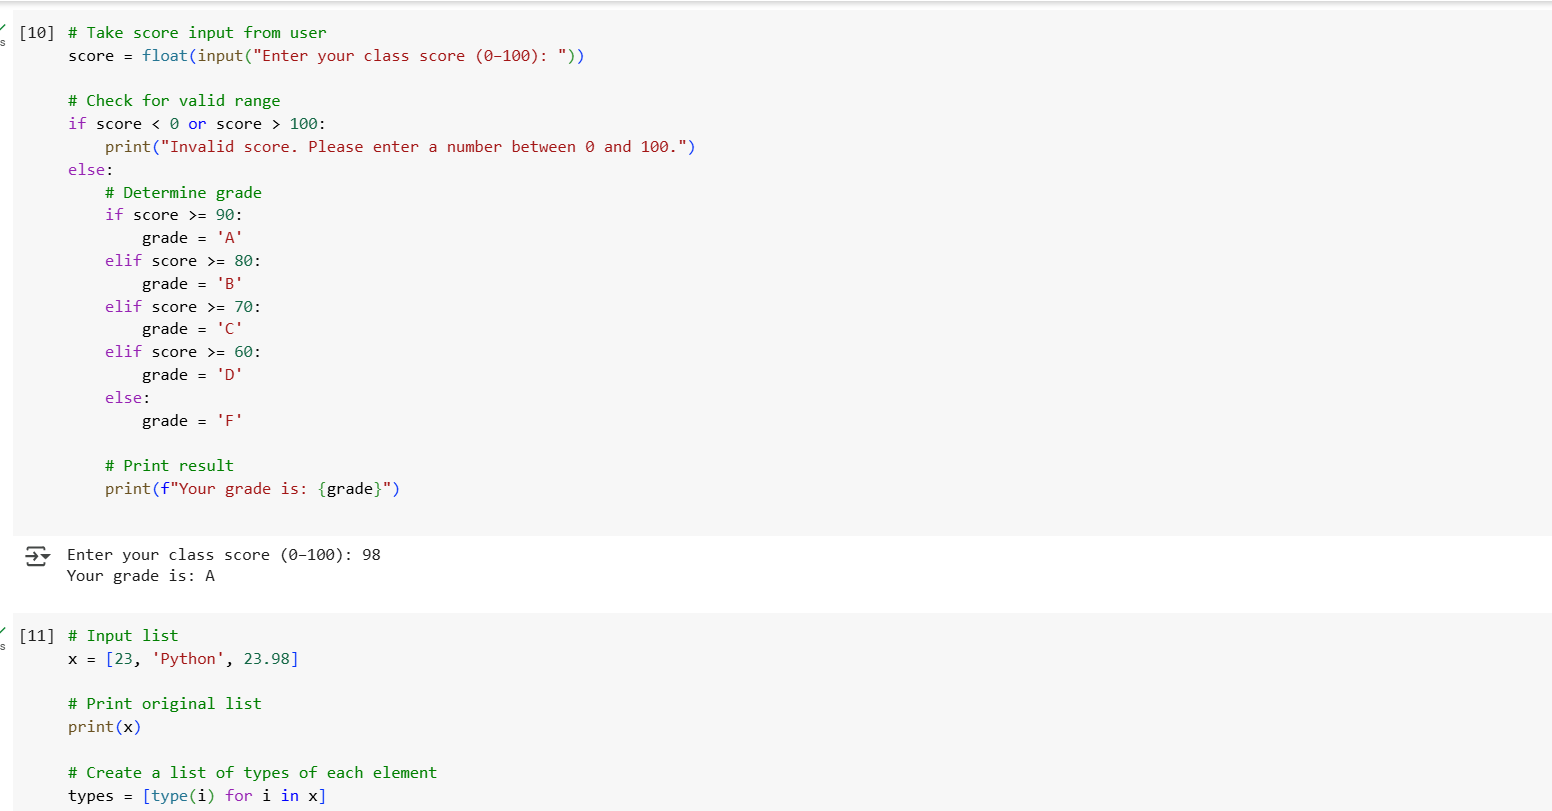 [10] # Take score input from user
score = float(input("Enter your class score (0–100): "))
# Check for valid range
if score < 0 or score > 100:
print("Invalid score. Please enter a number between 0 and 100.")
else:
# Determine grade
if score >= 90:
grade = 'A'
elif score >= 80:
grade = 'B'
elif score >= 70:
grade = 'C'
elif score >= 60:
grade = 'D'
else:
grade = 'F'
# Print result
print(f"Your grade is: {grade}")
Enter your class score (0–100): 98
Your grade is: A
[11] # Input list
x = [23, 'Python', 23.98]
# Print original list
print(x)
# Create a list of types of each element
types = [type(i) for i in x]